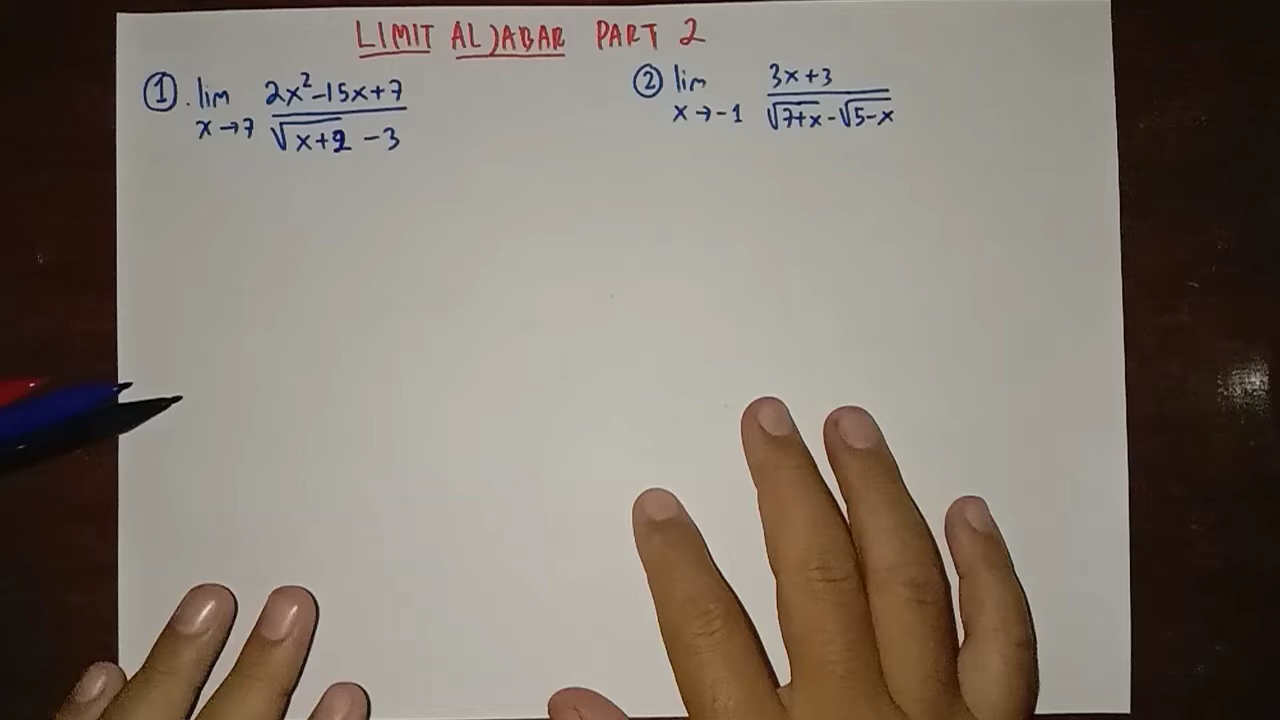 LIMIT ALJABAR PART 2
① . lim 2x²-15x+7
x→7 √x+2 -3
② lim 3x+3
x→-1 √7+x-√5-x